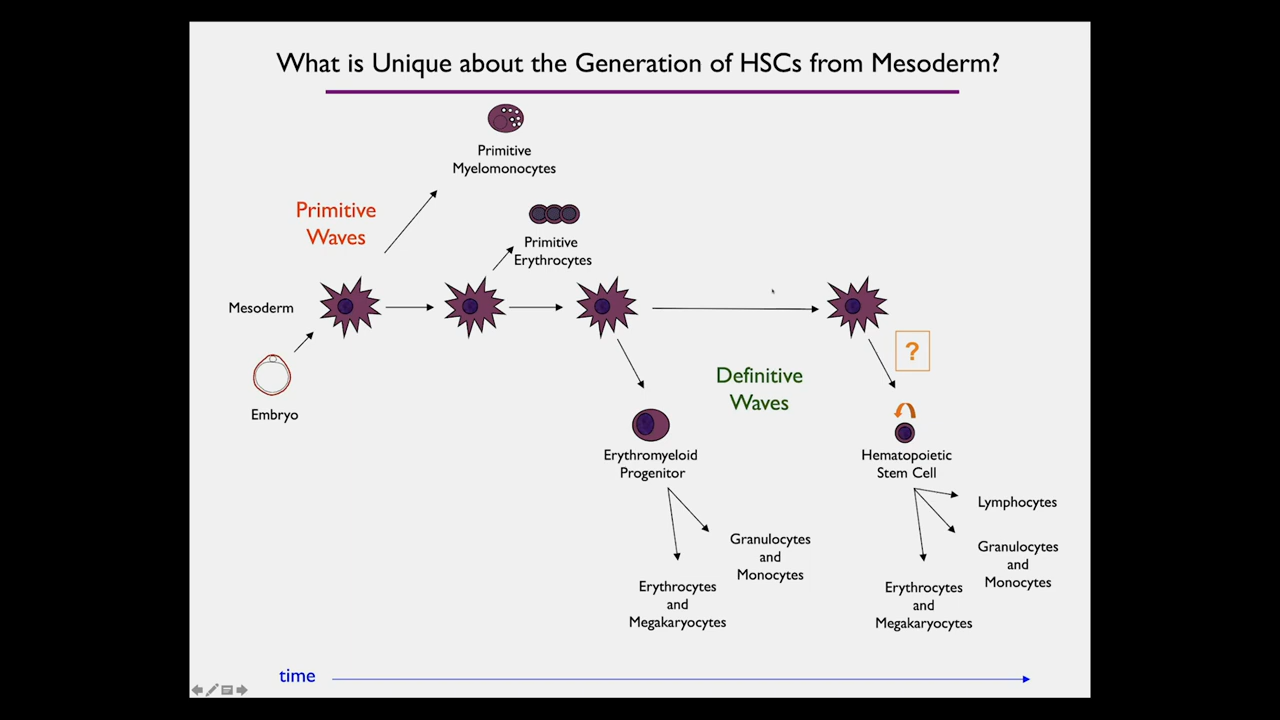 What is Unique about the Generation of HSCs from Mesoderm?
Primitive
Myelomonocytes
Primitive
Waves
Primitive
Erythrocytes
Mesoderm
?
Definitive
Waves
Embryo
Erythromyeloid
Progenitor
Hematopoietic
Stem Cell
Lymphocytes
Granulocytes
and
Monocytes
Granulocytes
and
Monocytes
Erythrocytes
and
Megakaryocytes
Erythrocytes
and
Megakaryocytes
time